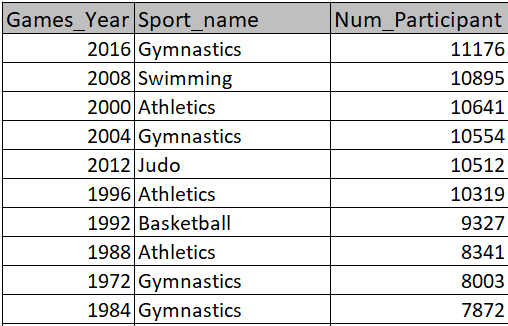 Games_Year Sport_name Num_Participant
2016 Gymnastics 11176
2008 Swimming 10895
2000 Athletics 10641
2004 Gymnastics 10554
2012 Judo 10512
1996 Athletics 10319
1992 Basketball 9327
1988 Athletics 8341
1972 Gymnastics 8003
1984 Gymnastics 7872